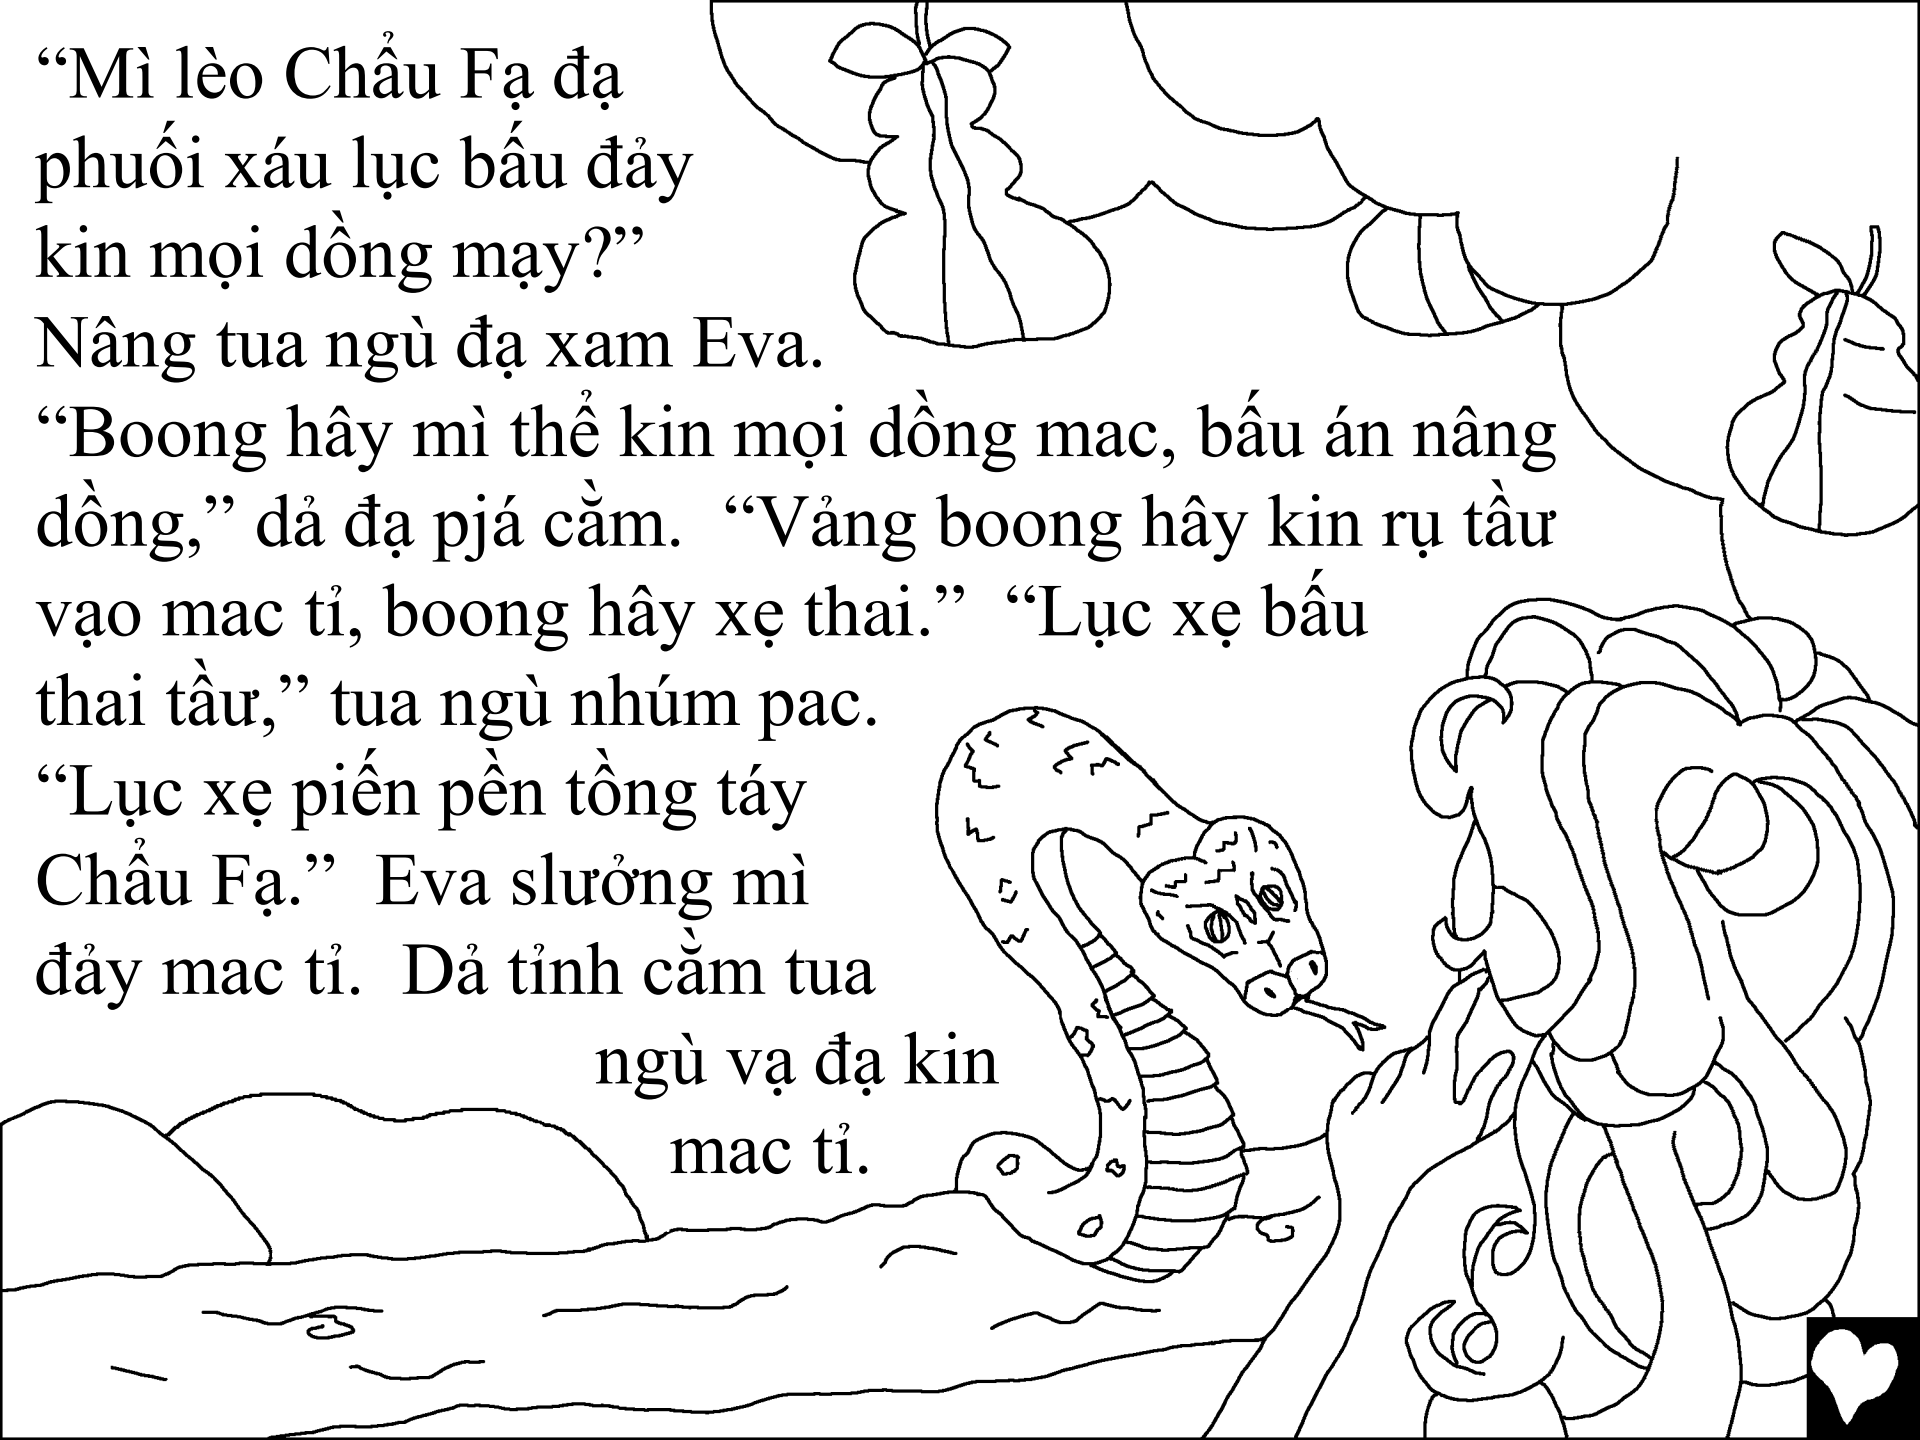 “Mì lèo Chẩu Fạ đạ
phuối xáu lục bấu đảy
kin mọi dồng mạy?”
Nâng tua ngù đạ xam Eva.
“Boong hây mì thể kin mọi dồng mac, bấu án nâng
dồng,” dả đạ pjá cằm. “Vảng boong hây kin rụ tầư
vạo mac tỉ, boong hây xẹ thai.” “Lục xẹ bấu
thai tầư,” tua ngù nhúm pac.
“Lục xẹ piến pền tồng táy
Chẩu Fạ.” Eva slưởng mì
đảy mac tỉ. Dả tỉnh cằm tua
ngù vạ đạ kin
mac tỉ.